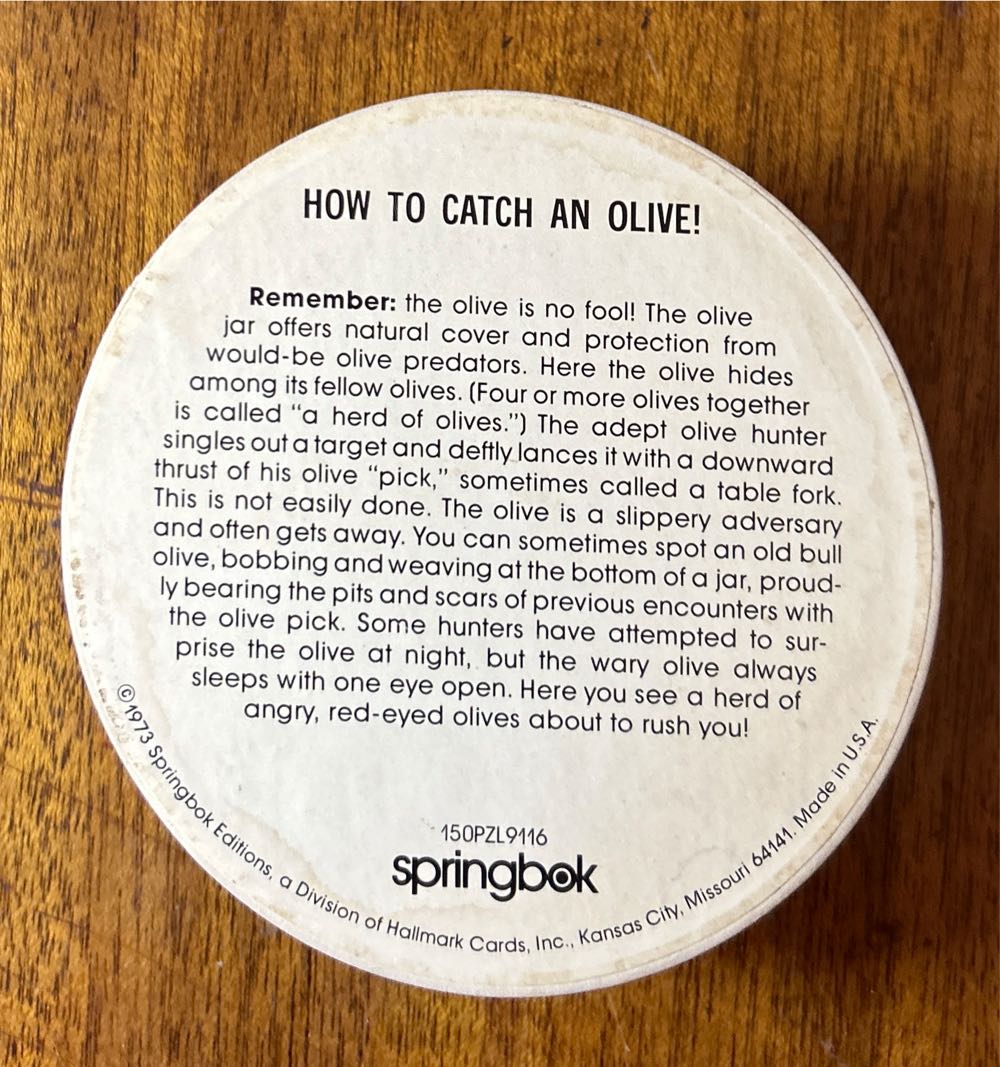 HOW TO CATCH AN OLIVE!
Remember: the olive is no fool! The olive
jar offers natural cover and protection from
would-be olive predators. Here the olive hides
among its fellow olives. (Four or more olives together
is called "a herd of olives.") The adept olive hunter
singles out a target and deftly lances it with a downward
thrust of his olive "pick," sometimes called a table fork.
This is not easily done. The olive is a slippery adversary
and often gets away. You can sometimes spot an old bull
olive, bobbing and weaving at the bottom of a jar, proud-
ly bearing the pits and scars of previous encounters with
the olive pick. Some hunters have attempted to sur-
prise the olive at night, but the wary olive always
sleeps with one eye open. Here you see a herd of
angry, red-eyed olives about to rush you!
150PZL9116
springbok
©1973 Springbok Editions, a Division of Hallmark Cards, Inc., Kansas City, Missouri 64141. Made in U.S.A.